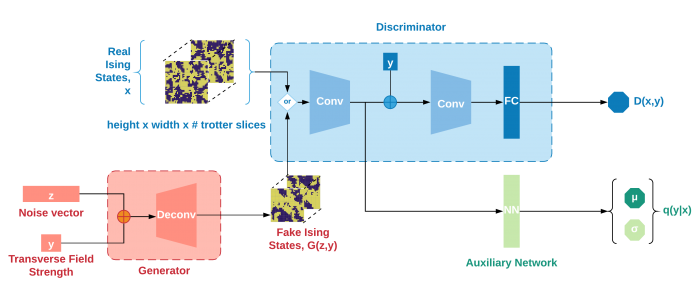 Discriminator
Real
Ising
States,
x
y
or
Conv
Conv
FC
D(x,y)
height x width x # trotter slices
z
Noise vector
y
Transverse Field
Strength
Deconv
Generator
Fake Ising
States, G(z,y)
NN
Auxiliary Network
μ
σ
q(y|x)